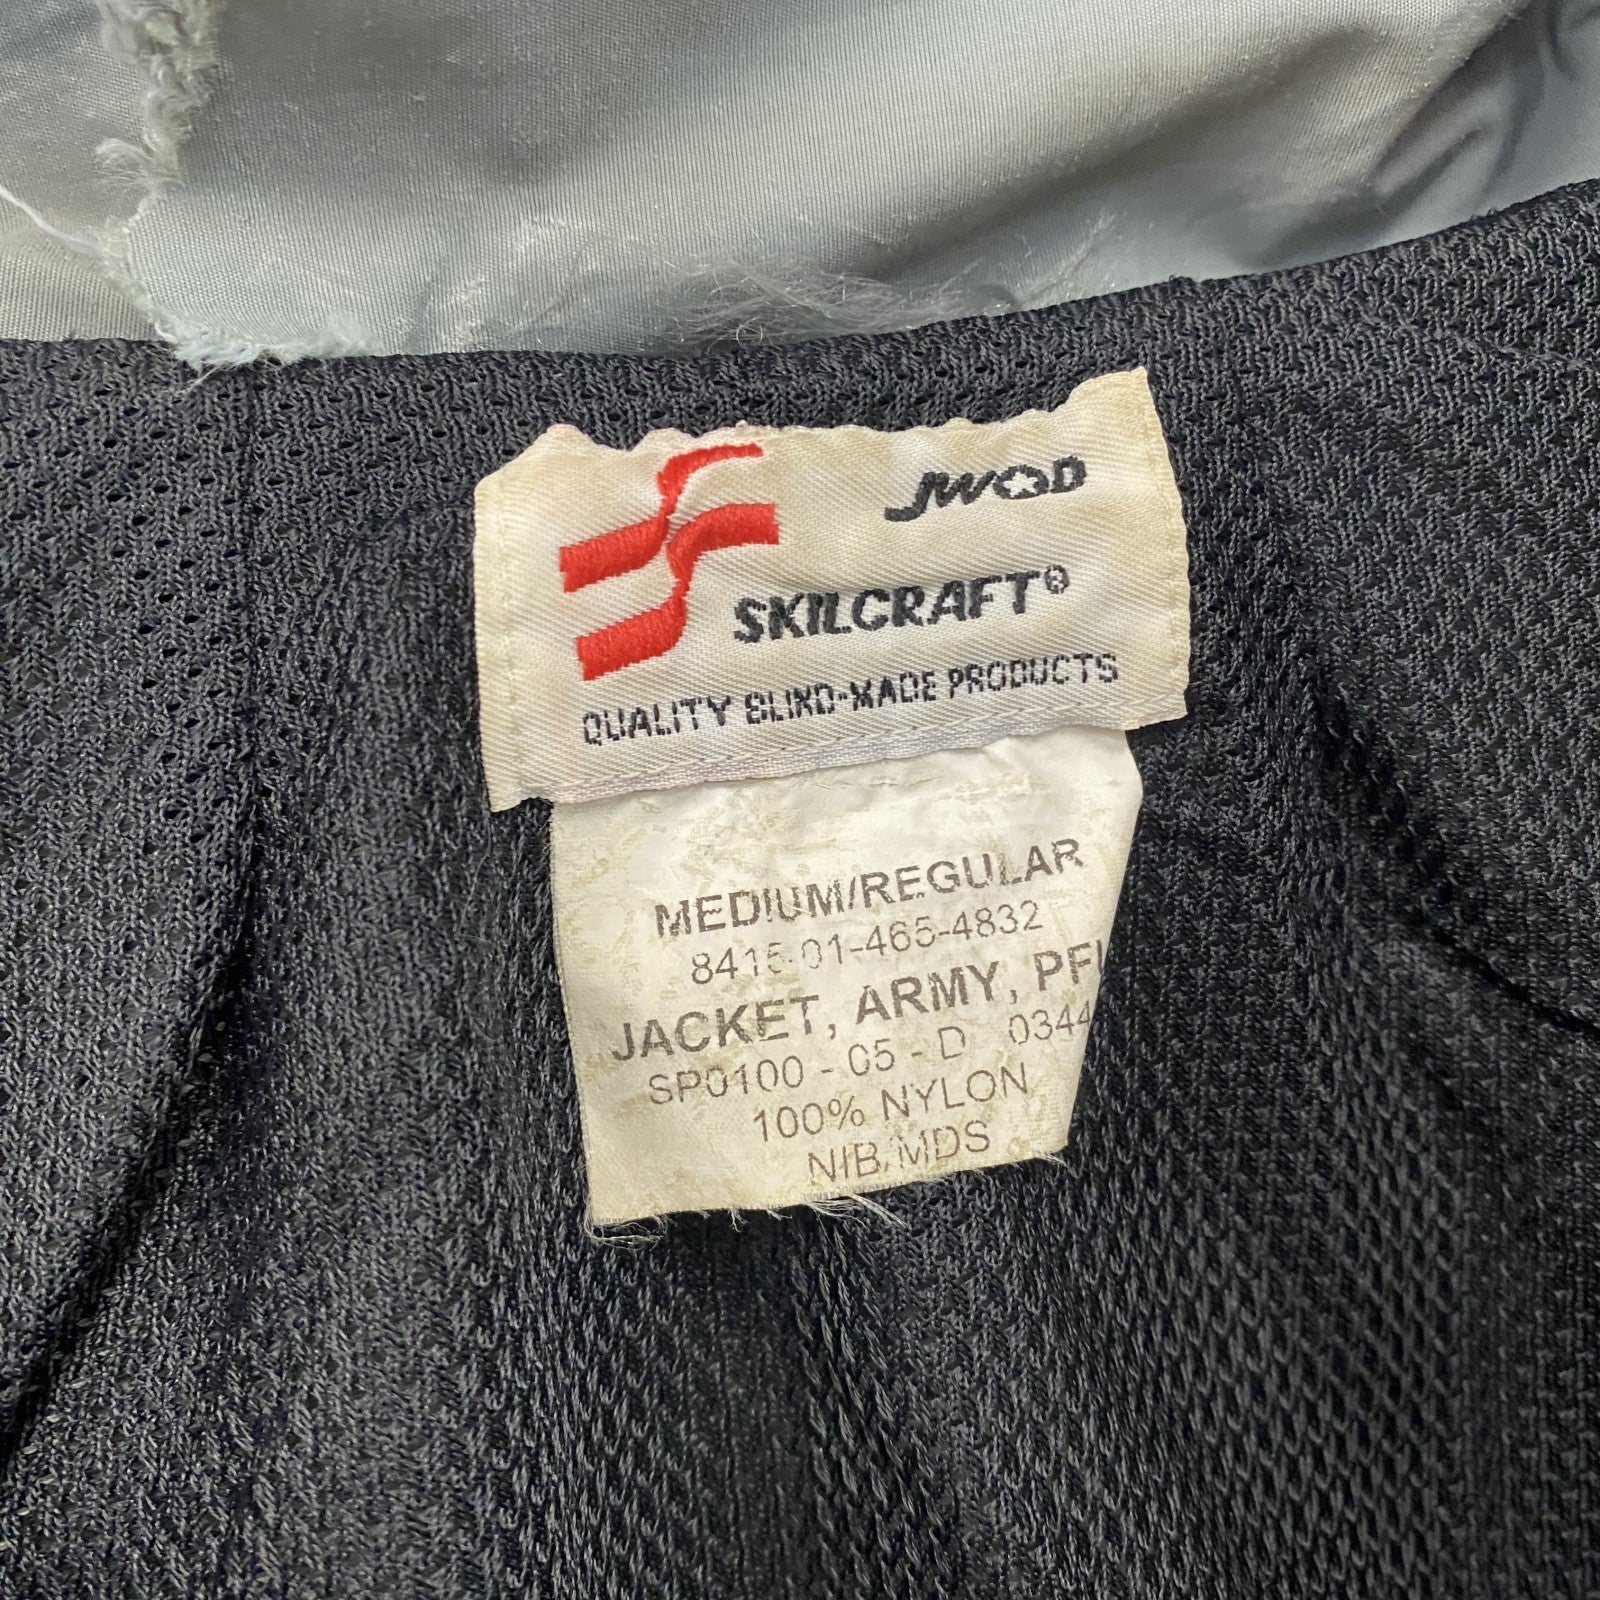 JWOD
SKILCRAFT®
QUALITY BLIND-MADE PRODUCTS
MEDIUM/REGULAR
8415-01-465-4832
JACKET, ARMY, PFU
SP0100 - 05 - D 0344
100% NYLON
NIB/MDS